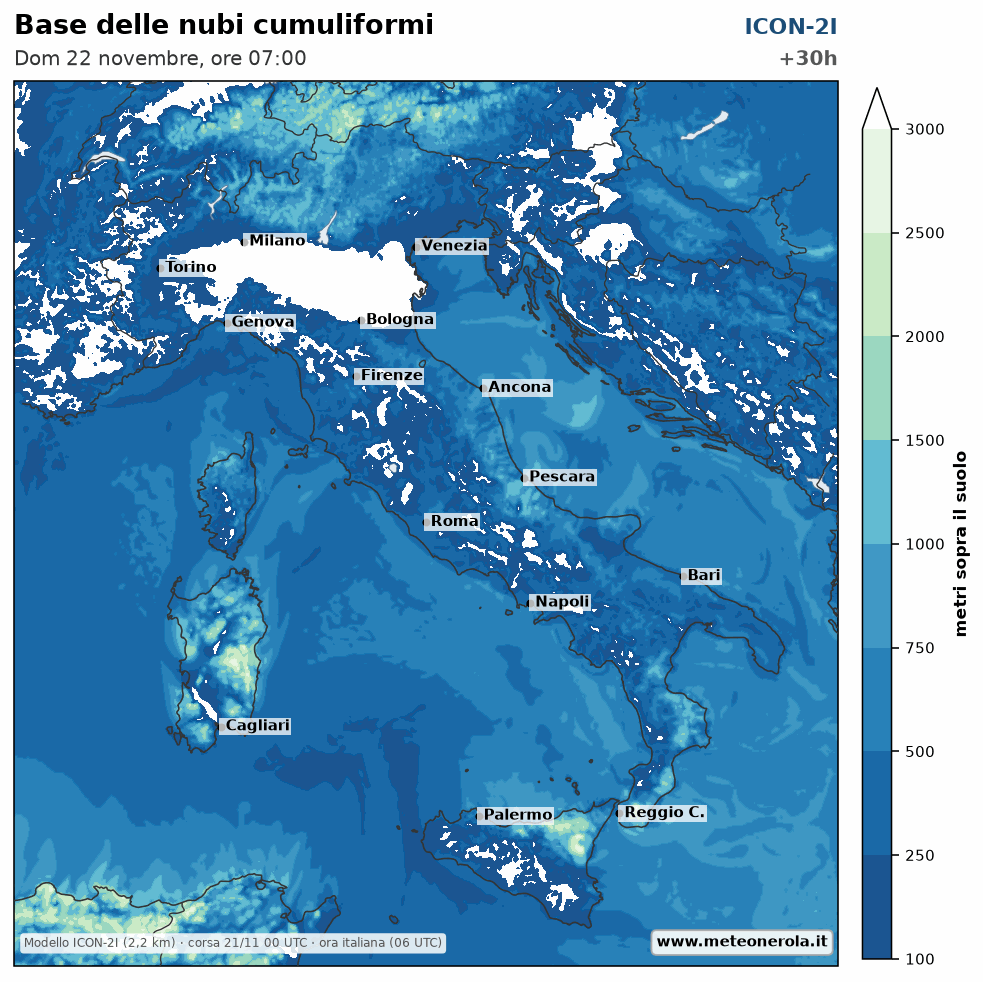 Base delle nubi cumuliformi
ICON-2I
Dom 22 novembre, ore 07:00
+30h
3000
2500
2000
1500
1000
750
500
250
100
metri sopra il suolo
Milano
Venezia
Torino
Genova
Bologna
Firenze
Ancona
Pescara
Roma
Bari
Napoli
Cagliari
Palermo
Reggio C.
Modello ICON-2I (2,2 km) · corsa 21/11 00 UTC · ora italiana (06 UTC)
www.meteonerola.it